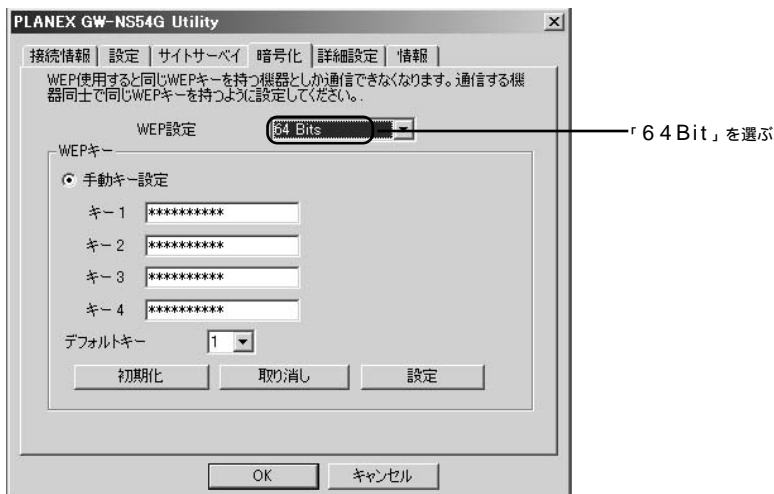 PLANEX GW-NS54G Utility
接続情報 設定 サイトサーベイ 暗号化 詳細設定 情報
WEP使用すると同じWEPキーを持つ機器としか通信できなくなります。通信する機
器同士で同じWEPキーを持つように設定してください。.
WEP設定 64 Bits 「64Bit」を選ぶ
WEPキー
手動キー設定
キー 1 **********
キー 2 **********
キー 3 **********
キー 4 **********
デフォルトキー 1
初期化 取り消し 設定
OK キャンセル